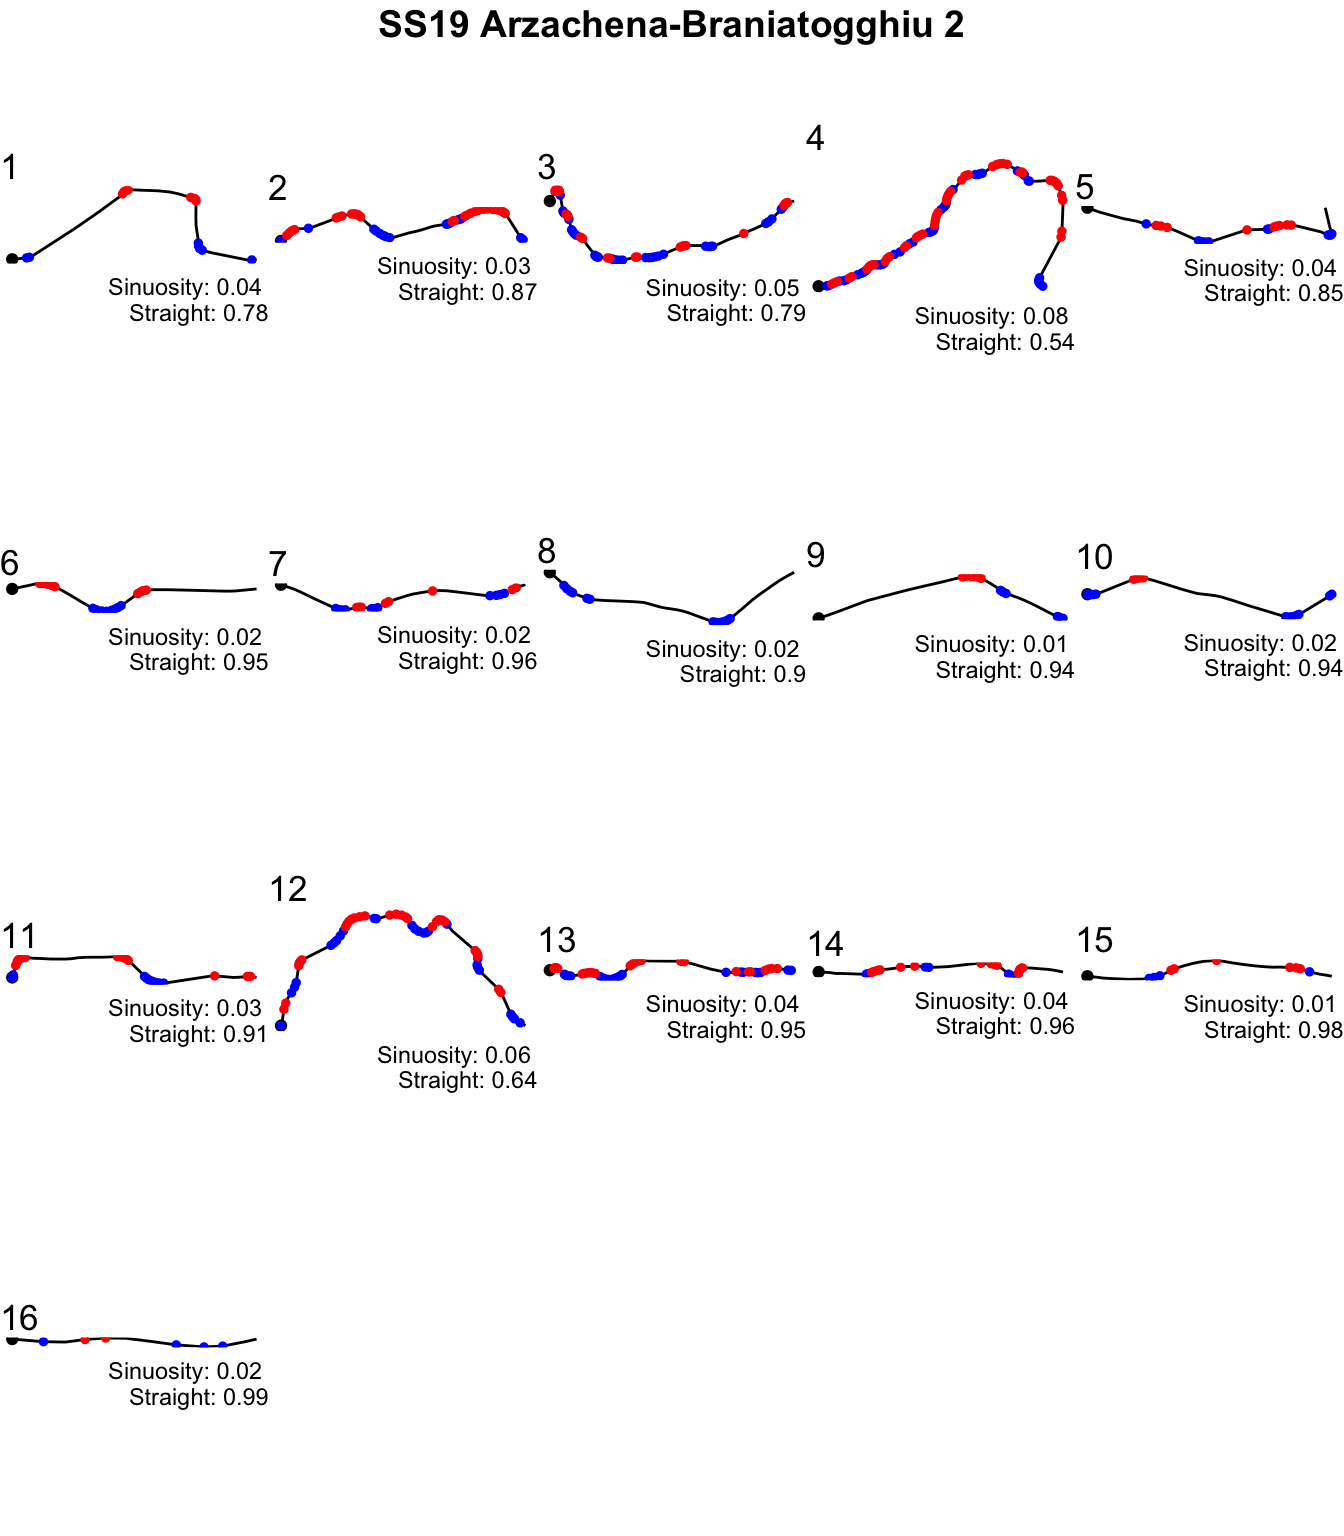 SS19 Arzachena-Braniatogghiu 2
1
Sinuosity: 0.04
Straight: 0.78
2
Sinuosity: 0.03
Straight: 0.87
3
Sinuosity: 0.05
Straight: 0.79
4
Sinuosity: 0.08
Straight: 0.54
5
Sinuosity: 0.04
Straight: 0.85
6
Sinuosity: 0.02
Straight: 0.95
7
Sinuosity: 0.02
Straight: 0.96
8
Sinuosity: 0.02
Straight: 0.9
9
Sinuosity: 0.01
Straight: 0.94
10
Sinuosity: 0.02
Straight: 0.94
11
Sinuosity: 0.03
Straight: 0.91
12
Sinuosity: 0.06
Straight: 0.64
13
Sinuosity: 0.04
Straight: 0.95
14
Sinuosity: 0.04
Straight: 0.96
15
Sinuosity: 0.01
Straight: 0.98
16
Sinuosity: 0.02
Straight: 0.99